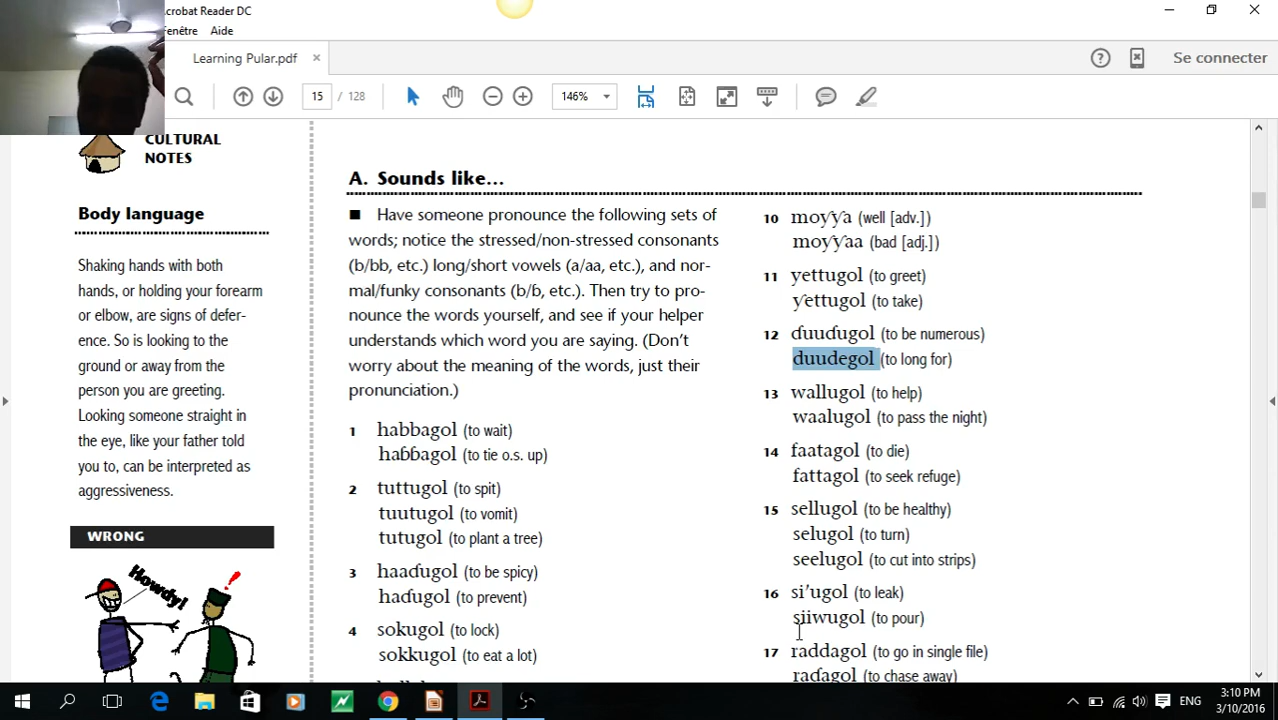 crobat Reader DC
enêtre Aide
Learning Pular.pdf
Se connecter
15 / 128
146%
CULTURAL
NOTES
Body language
Shaking hands with both
hands, or holding your forearm
or elbow, are signs of defer-
ence. So is looking to the
ground or away from the
person you are greeting.
Looking someone straight in
the eye, like your father told
you to, can be interpreted as
aggressiveness.
WRONG
Howdy!
!
A. Sounds like...
■ Have someone pronounce the following sets of
words; notice the stressed/non-stressed consonants
(b/bb, etc.) long/short vowels (a/aa, etc.), and nor-
mal/funky consonants (b/ɓ, etc.). Then try to pro-
nounce the words yourself, and see if your helper
understands which word you are saying. (Don't
worry about the meaning of the words, just their
pronunciation.)
1 habbagol (to wait)
haɓɓagol (to tie o.s. up)
2 tuttugol (to spit)
tuutugol (to vomit)
tutugol (to plant a tree)
3 haaɗugol (to be spicy)
haɗugol (to prevent)
4 sokugol (to lock)
sokkugol (to eat a lot)
10 moƴƴa (well [adv.])
moƴƴaa (bad [adj.])
11 yettugol (to greet)
ƴettugol (to take)
12 ɗuuɗugol (to be numerous)
duudegol (to long for)
13 wallugol (to help)
waalugol (to pass the night)
14 faatagol (to die)
fattagol (to seek refuge)
15 sellugol (to be healthy)
selugol (to turn)
seelugol (to cut into strips)
16 si'ugol (to leak)
siiwugol (to pour)
17 raddagol (to go in single file)
radagol (to chase away)
ENG
3:10 PM
3/10/2016